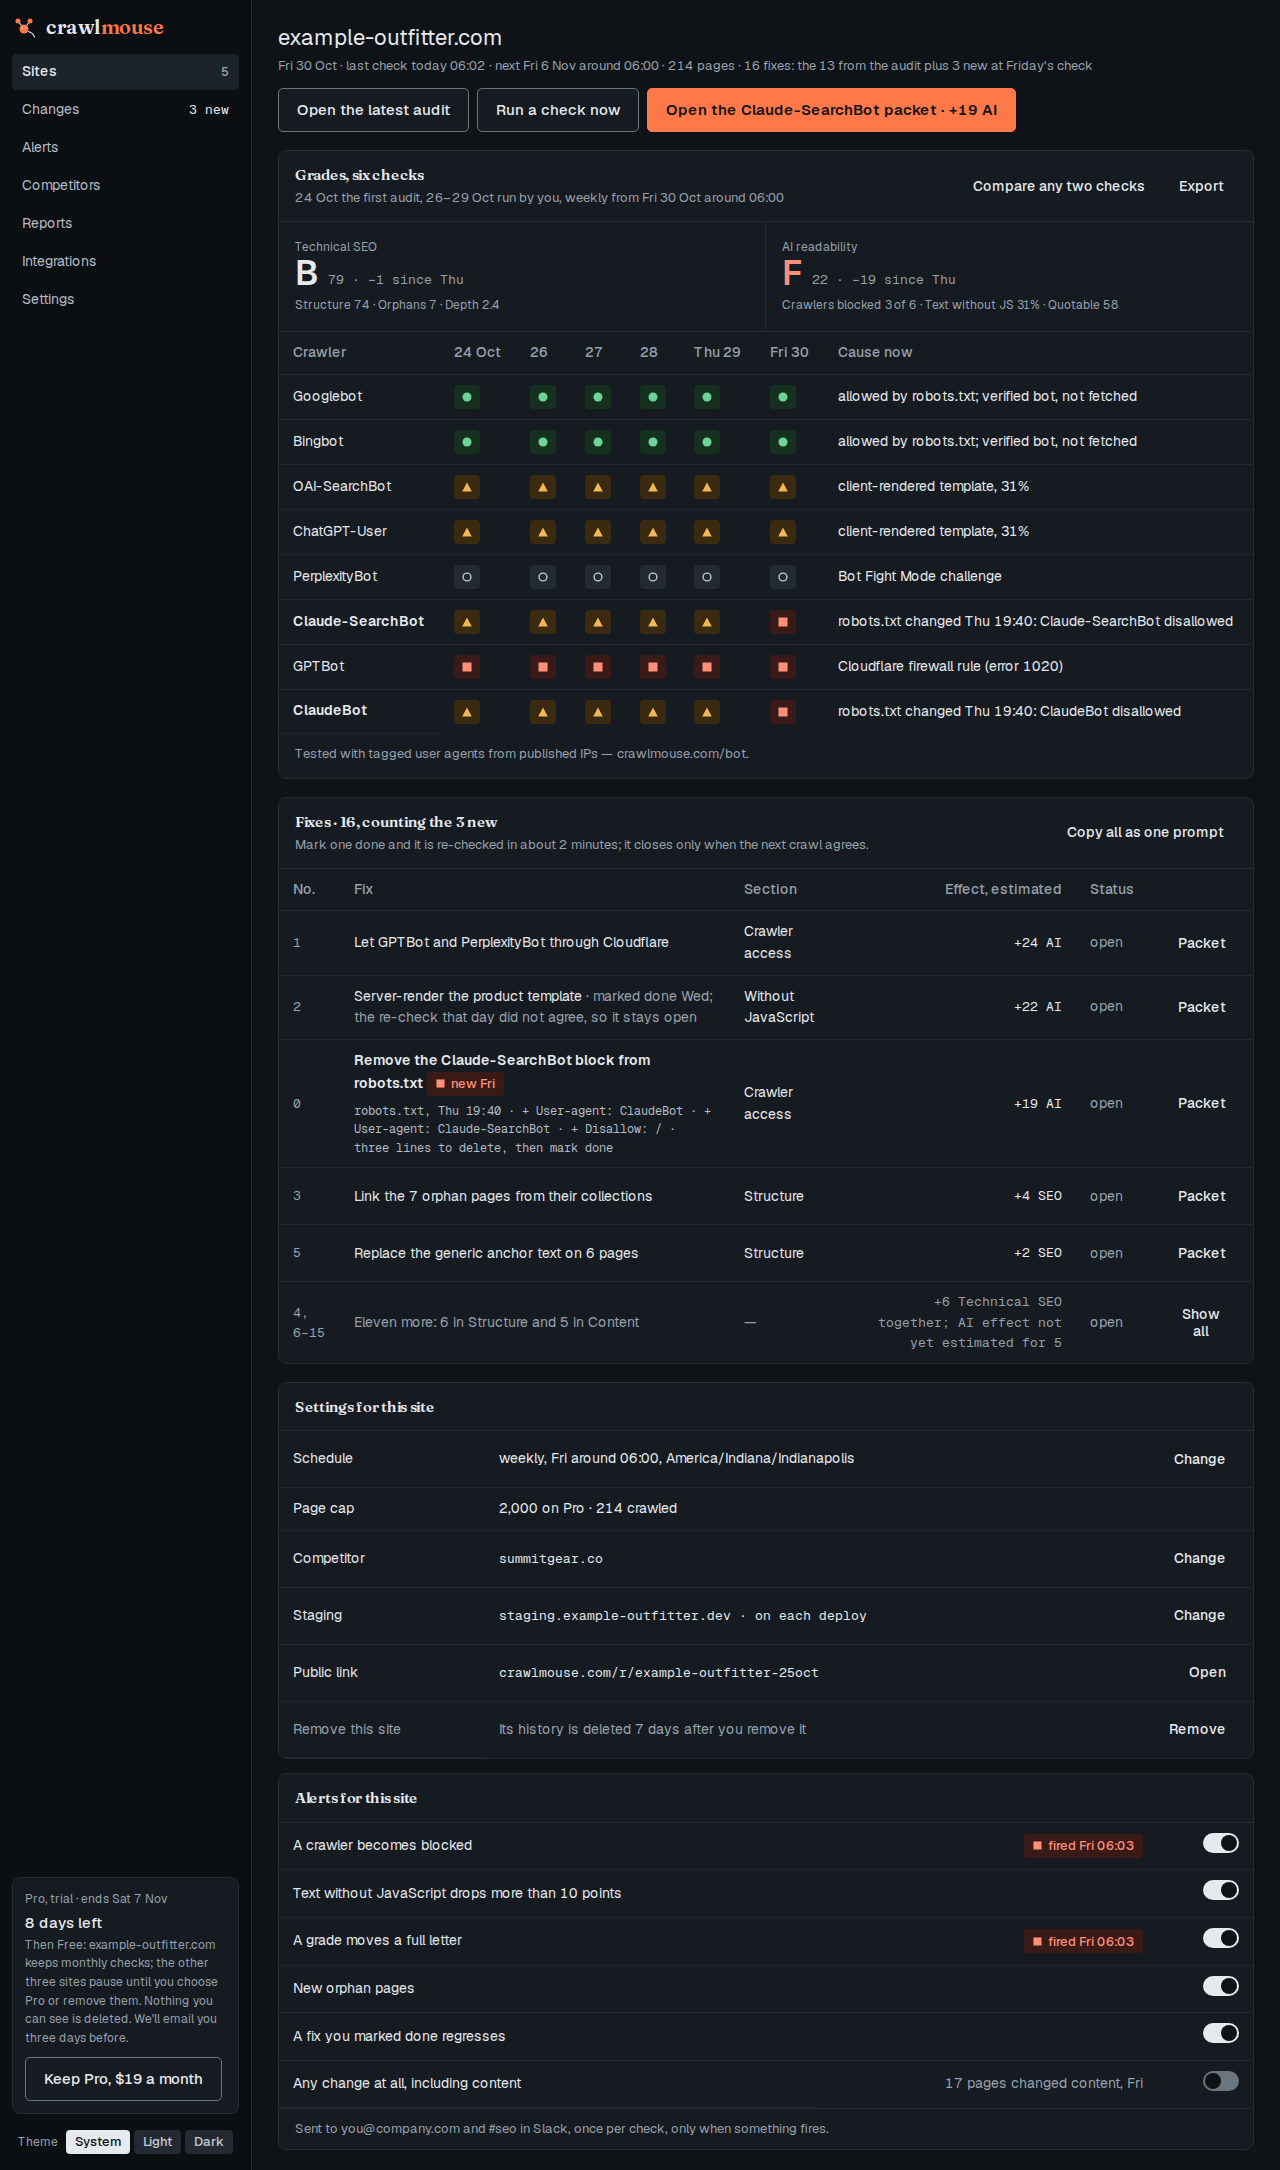 crawlmouse
Sites 5
Changes 3 new
Alerts
Competitors
Reports
Integrations
Settings
Pro, trial · ends Sat 7 Nov
8 days left
Then Free: example-outfitter.com
keeps monthly checks; the other
three sites pause until you choose
Pro or remove them. Nothing you
can see is deleted. We'll email you
three days before.
Keep Pro, $19 a month
Theme System Light Dark
example-outfitter.com
Fri 30 Oct · last check today 06:02 · next Fri 6 Nov around 06:00 · 214 pages · 16 fixes: the 13 from the audit plus 3 new at Friday's check
Open the latest audit
Run a check now
Open the Claude-SearchBot packet · +19 AI
Grades, six checks
24 Oct the first audit, 26–29 Oct run by you, weekly from Fri 30 Oct around 06:00
Compare any two checks
Export
Technical SEO
B 79 · −1 since Thu
Structure 74 · Orphans 7 · Depth 2.4
AI readability
F 22 · −19 since Thu
Crawlers blocked 3 of 6 · Text without JS 31% · Quotable 58
Crawler 24 Oct 26 27 28 Thu 29 Fri 30 Cause now
Googlebot allowed by robots.txt; verified bot, not fetched
Bingbot allowed by robots.txt; verified bot, not fetched
OAI-SearchBot client-rendered template, 31%
ChatGPT-User client-rendered template, 31%
PerplexityBot Bot Fight Mode challenge
Claude-SearchBot robots.txt changed Thu 19:40: Claude-SearchBot disallowed
GPTBot Cloudflare firewall rule (error 1020)
ClaudeBot robots.txt changed Thu 19:40: ClaudeBot disallowed
Tested with tagged user agents from published IPs — crawlmouse.com/bot.
Fixes · 16, counting the 3 new
Mark one done and it is re-checked in about 2 minutes; it closes only when the next crawl agrees.
Copy all as one prompt
No. Fix Section Effect, estimated Status
1 Let GPTBot and PerplexityBot through Cloudflare Crawler access +24 AI open Packet
2 Server-render the product template · marked done Wed;
the re-check that day did not agree, so it stays open
Without JavaScript +22 AI open Packet
0 Remove the Claude-SearchBot block from
robots.txt new Fri
robots.txt, Thu 19:40 · + User-agent: ClaudeBot · +
User-agent: Claude-SearchBot · + Disallow: / ·
three lines to delete, then mark done
Crawler access +19 AI open Packet
3 Link the 7 orphan pages from their collections Structure +4 SEO open Packet
5 Replace the generic anchor text on 6 pages Structure +2 SEO open Packet
4,
6–15
Eleven more: 6 in Structure and 5 in Content —
+6 Technical SEO
together; AI effect not
yet estimated for 5
open
Show all
Settings for this site
Schedule weekly, Fri around 06:00, America/Indiana/Indianapolis Change
Page cap 2,000 on Pro · 214 crawled
Competitor summitgear.co Change
Staging staging.example-outfitter.dev · on each deploy Change
Public link crawlmouse.com/r/example-outfitter-25oct Open
Remove this site Its history is deleted 7 days after you remove it Remove
Alerts for this site
A crawler becomes blocked fired Fri 06:03
Text without JavaScript drops more than 10 points
A grade moves a full letter fired Fri 06:03
New orphan pages
A fix you marked done regresses
Any change at all, including content 17 pages changed content, Fri
Sent to you@company.com and #seo in Slack, once per check, only when something fires.